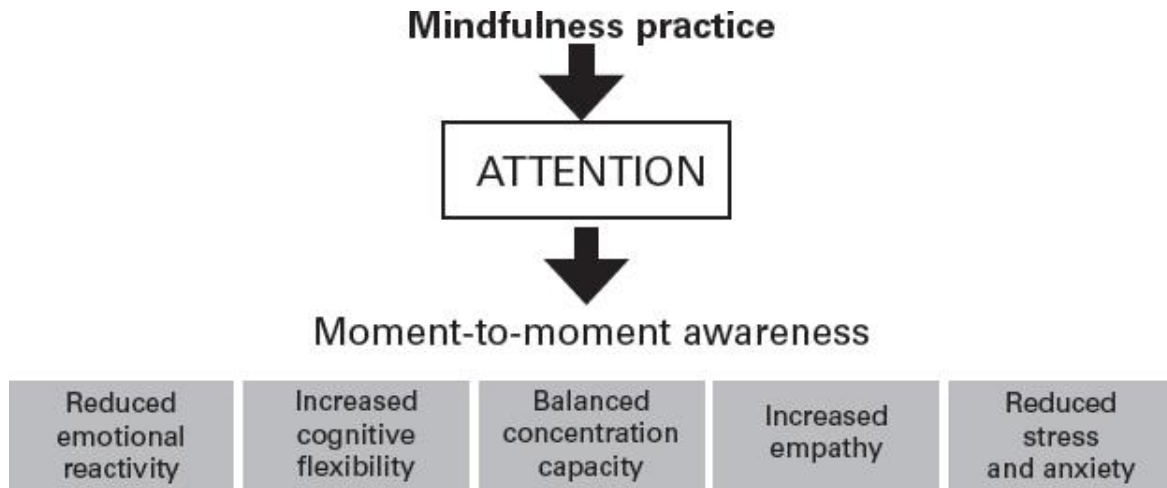 Mindfulness practice
ATTENTION
Moment-to-moment awareness
Reduced
emotional
reactivity
Increased
cognitive
flexibility
Balanced
concentration
capacity
Increased
empathy
Reduced
stress
and anxiety